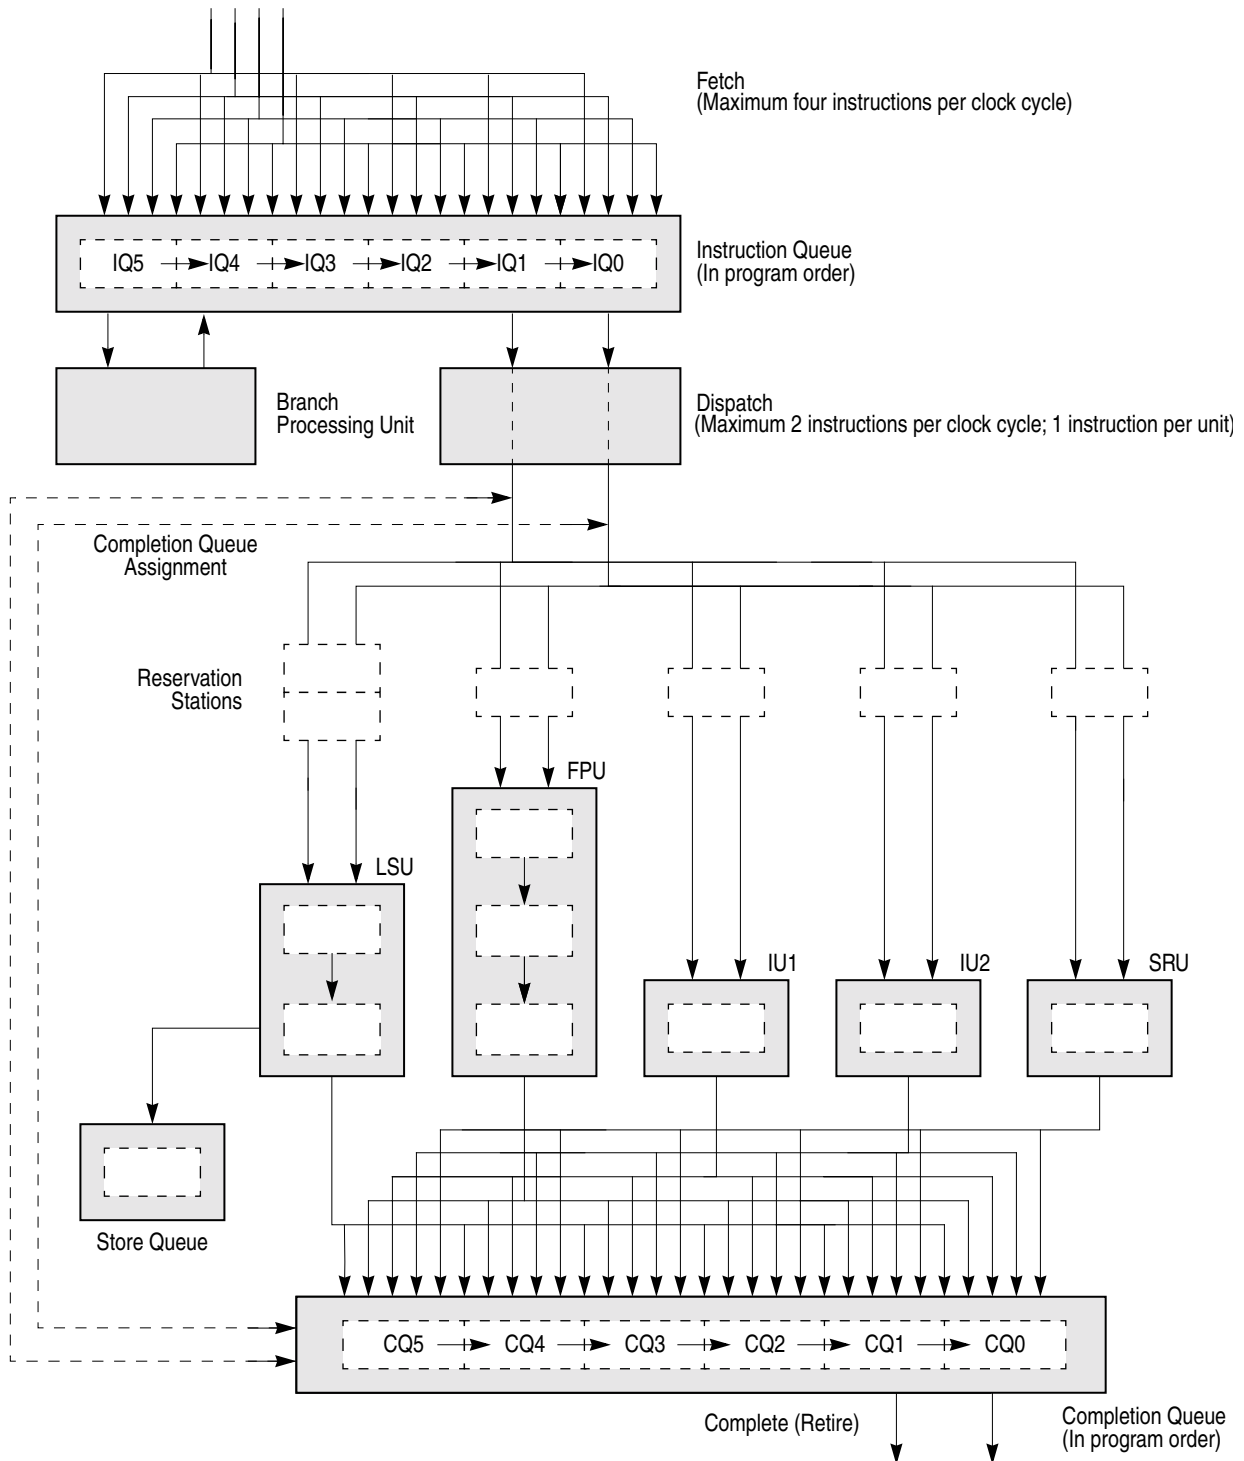 Fetch
(Maximum four instructions per clock cycle)
IQ5 IQ4 IQ3 IQ2 IQ1 IQ0
Instruction Queue
(In program order)
Branch
Processing Unit
Dispatch
(Maximum 2 instructions per clock cycle; 1 instruction per unit)
Completion Queue
Assignment
Reservation
Stations
FPU
LSU
IU1
IU2
SRU
Store Queue
CQ5 CQ4 CQ3 CQ2 CQ1 CQ0
Complete (Retire)
Completion Queue
(In program order)